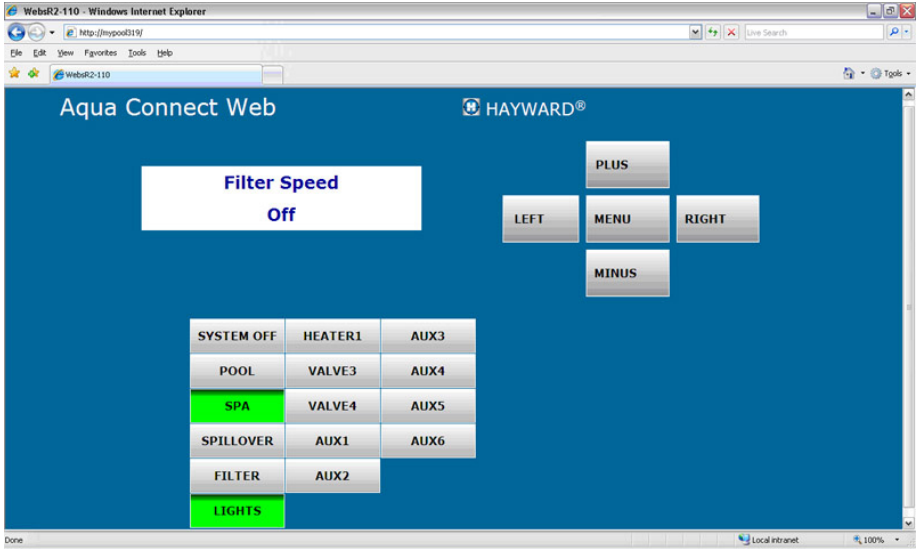 WebsR2-110 - Windows Internet Explorer
http://mypool319/
Live Search
File Edit View Favorites Tools Help
WebsR2-110
Tools
Aqua Connect Web
HAYWARD®
Filter Speed
Off
PLUS
LEFT MENU RIGHT
MINUS
SYSTEM OFF HEATER1 AUX3
POOL VALVE3 AUX4
SPA VALVE4 AUX5
SPILLOVER AUX1 AUX6
FILTER AUX2
LIGHTS
Done
Local intranet
100%